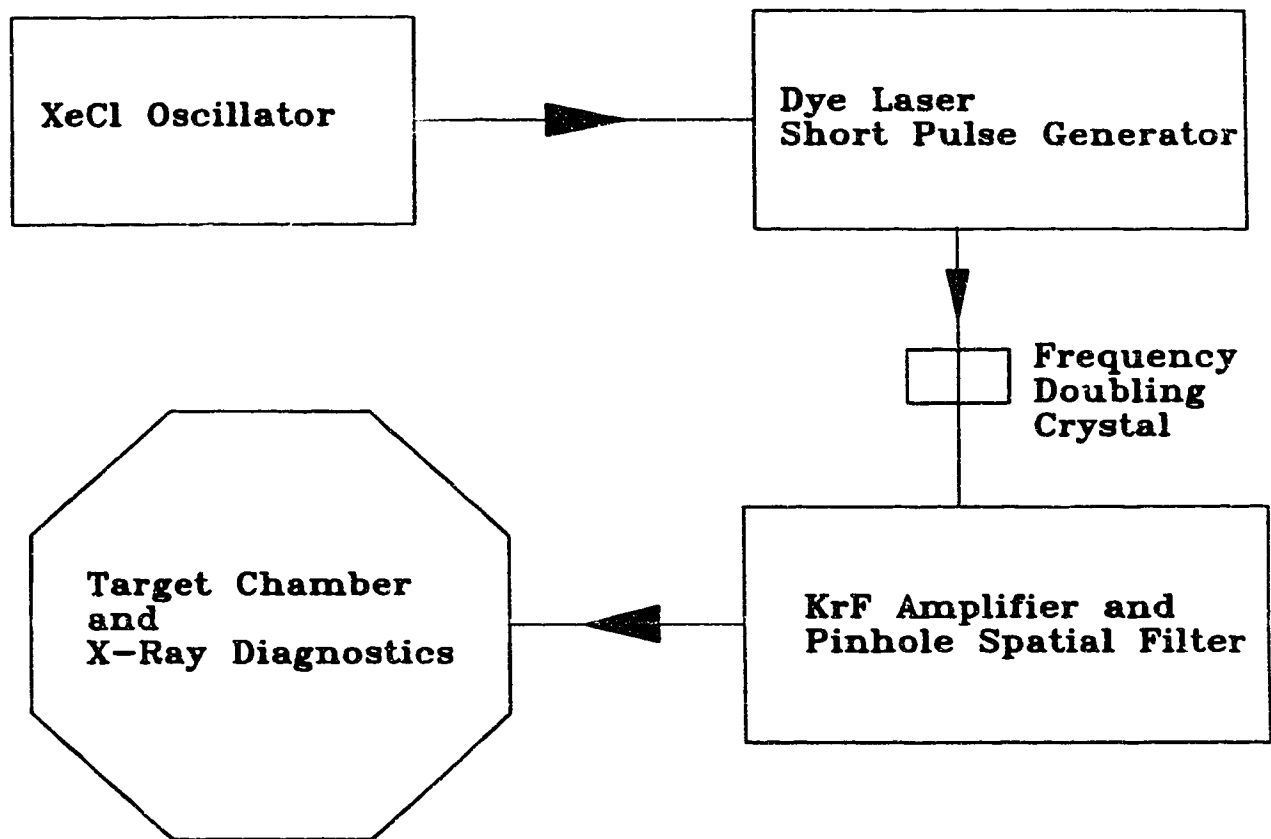 XeCl Oscillator
Dye Laser
Short Pulse Generator
Frequency
Doubling
Crystal
Target Chamber
and
X-Ray Diagnostics
KrF Amplifier and
Pinhole Spatial Filter